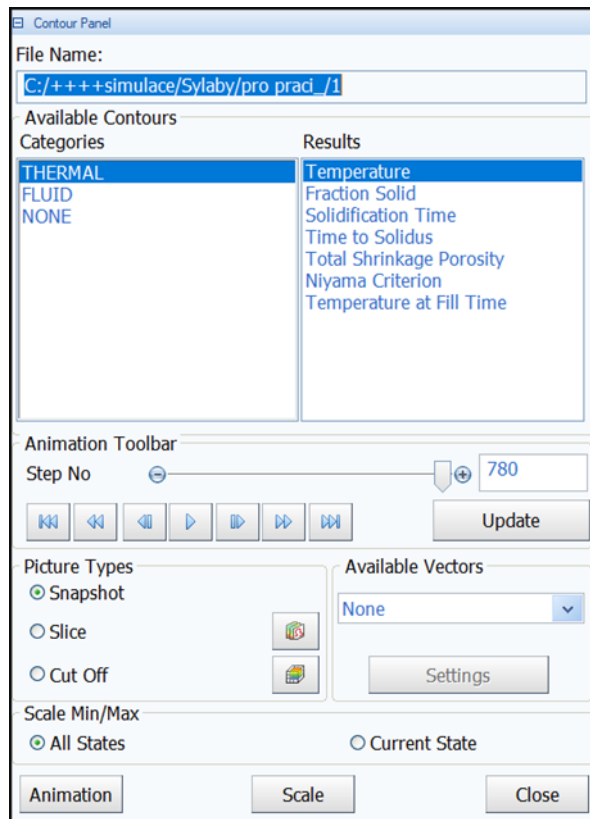 Contour Panel
File Name:
C:/++++simulace/Sylaby/pro praci_/1
Available Contours
Categories
Results
THERMAL
FLUID
NONE
Temperature
Fraction Solid
Solidification Time
Time to Solidus
Total Shrinkage Porosity
Niyama Criterion
Temperature at Fill Time
Animation Toolbar
Step No
780
Update
Picture Types
Snapshot
Slice
Cut Off
Available Vectors
None
Settings
Scale Min/Max
All States
Current State
Animation
Scale
Close